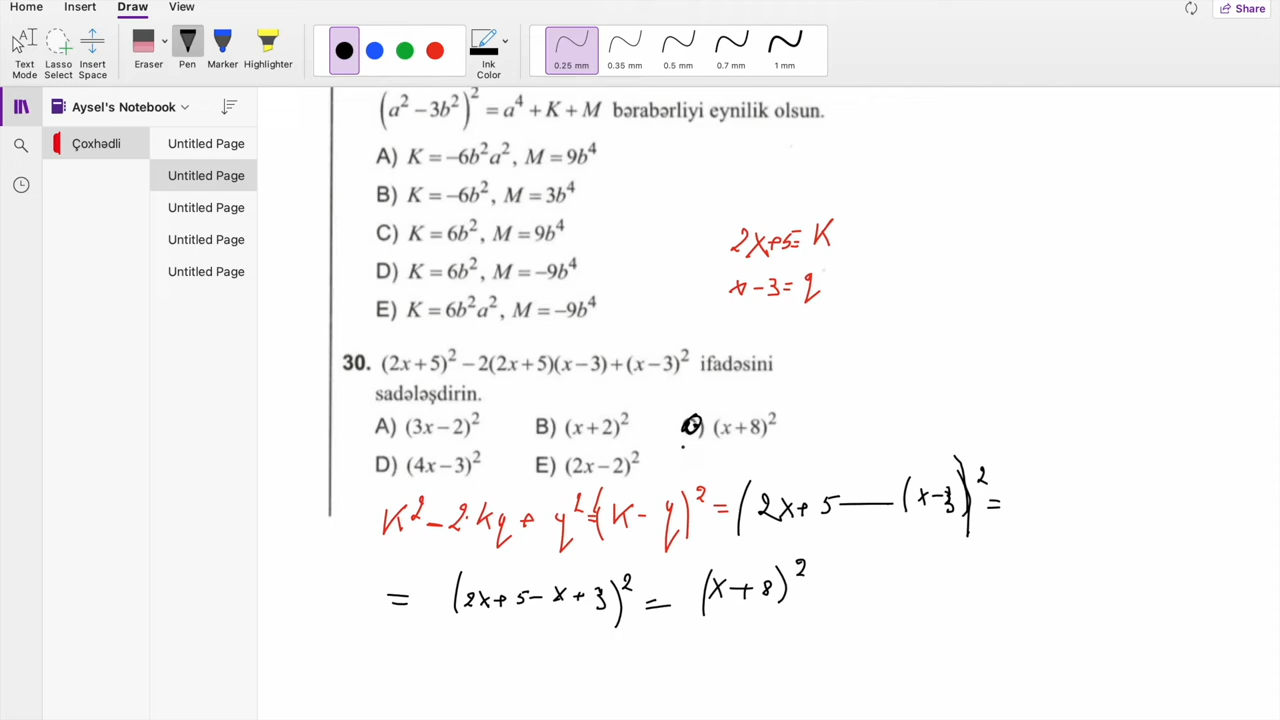 Home Insert Draw View
Share
Text Mode
Lasso Select
Insert Space
Eraser
Pen
Marker
Highlighter
Ink Color
0.25 mm
0.35 mm
0.5 mm
0.7 mm
1 mm
Aysel's Notebook
Çoxhədli
Untitled Page
Untitled Page
Untitled Page
Untitled Page
Untitled Page
(a² − 3b²)² = a⁴ + K + M bərabərliyi eynilik olsun.
A) K = −6b²a², M = 9b⁴
B) K = −6b², M = 3b⁴
C) K = 6b², M = 9b⁴
D) K = 6b², M = −9b⁴
E) K = 6b²a², M = −9b⁴
2x+5= K
x−3= q
30. (2x+5)² − 2(2x+5)(x−3)+(x−3)² ifadəsini
sadələşdirin.
A) (3x−2)² B) (x+2)² ) (x+8)²
D) (4x−3)² E) (2x−2)²
K² − 2·kq + q² = (K − q)² = (2x+5 — (x−3))² =
= (2x+5−x+3)² = (x+8)²